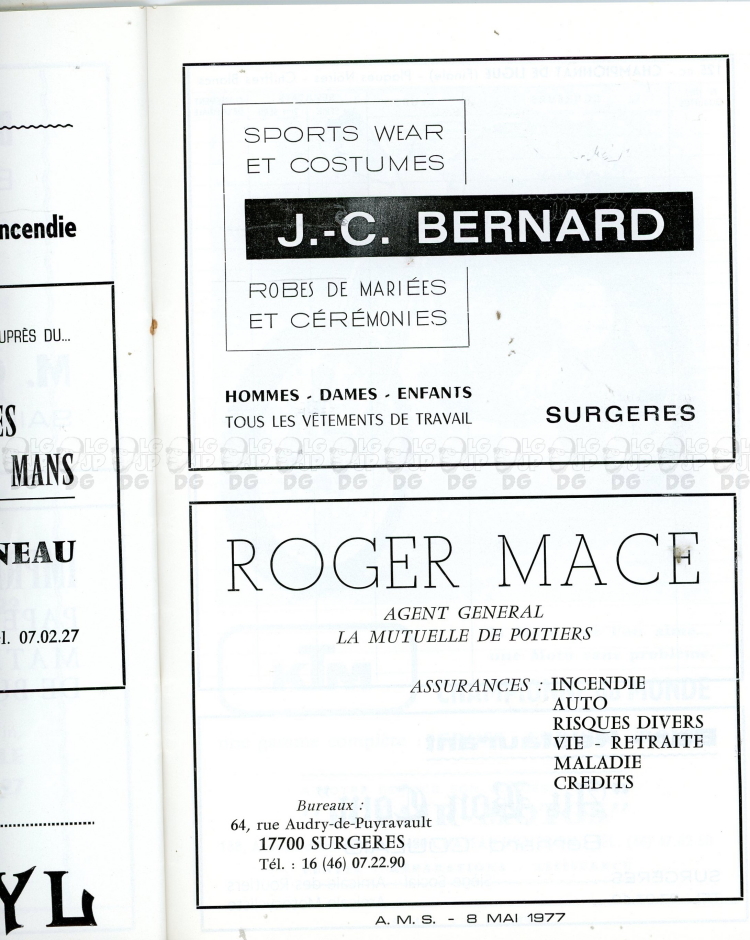 ncendie
UPRÈS DU...
ES
MANS
NEAU
07.02.27
YL
SPORTS WEAR
ET COSTUMES
J.-C. BERNARD
ROBES DE MARIÉES
ET CÉRÉMONIES
HOMMES - DAMES - ENFANTS
TOUS LES VÊTEMENTS DE TRAVAIL
SURGERES
ROGER MACE
AGENT GENERAL
LA MUTUELLE DE POITIERS
ASSURANCES : INCENDIE
AUTO
RISQUES DIVERS
VIE - RETRAITE
MALADIE
CREDITS
Bureaux :
64, rue Audry-de-Puyravault
17700 SURGERES
Tél. : 16 (46) 07.22.90
A. M. S. - 8 MAI 1977